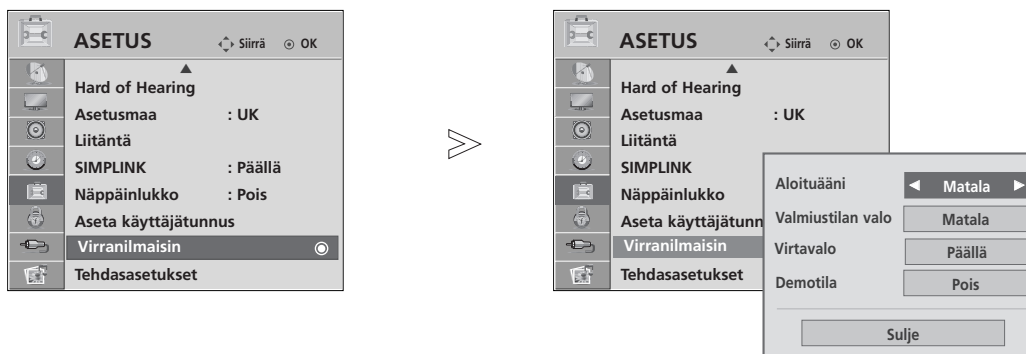 ASETUS Siirrä OK
Hard of Hearing
Asetusmaa : UK
Liitäntä
SIMPLINK : Päällä
Näppäinlukko : Pois
Aseta käyttäjätunnus
Virranilmaisin
Tehdasasetukset
ASETUS Siirrä OK
Hard of Hearing
Asetusmaa : UK
Liitäntä
SIMPLINK
Näppäinlukko
Aseta käyttäjätunn
Virranilmaisin
Tehdasasetukset
Aloituääni Matala
Valmiustilan valo Matala
Virtavalo Päällä
Demotila Pois
Sulje